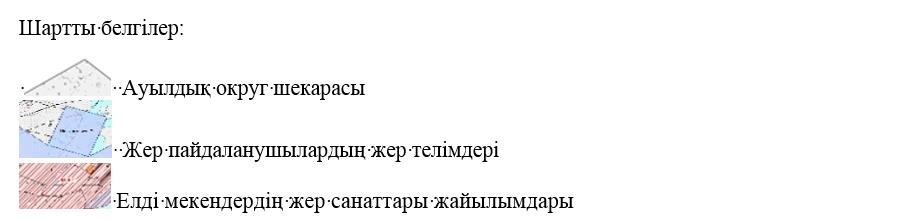 Шартты белгілер:
Ауылдық округ шекарасы
Жер пайдаланушылардың жер телімдері
Елді мекендердің жер санаттары жайылымдары